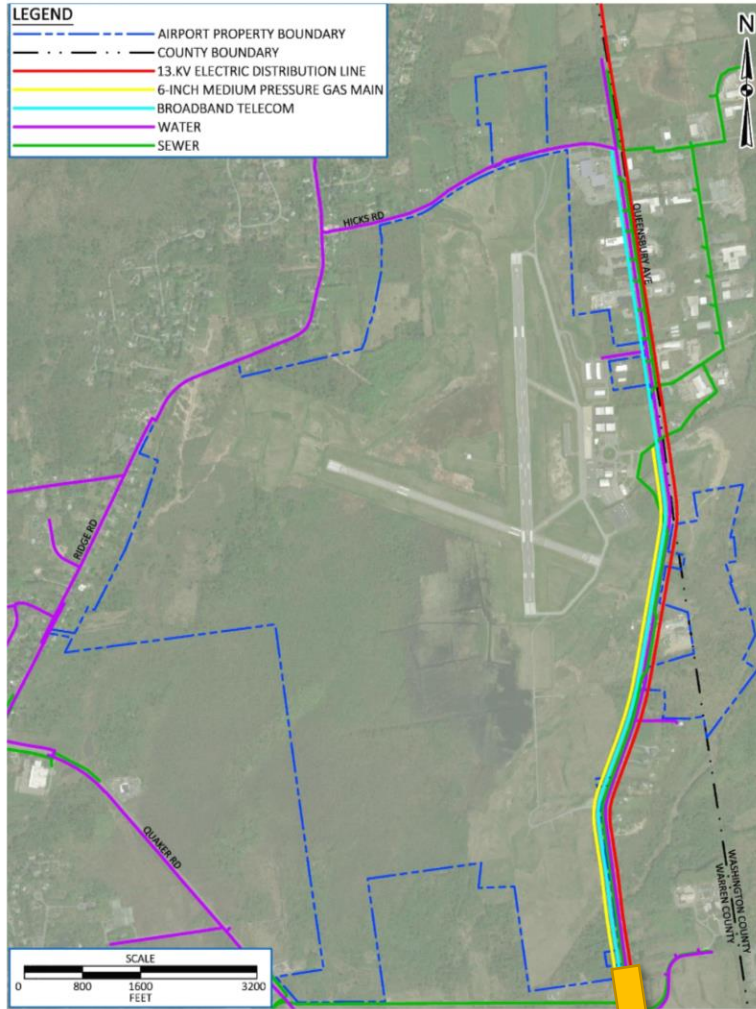 LEGEND
AIRPORT PROPERTY BOUNDARY
COUNTY BOUNDARY
13.KV ELECTRIC DISTRIBUTION LINE
6-INCH MEDIUM PRESSURE GAS MAIN
BROADBAND TELECOM
WATER
SEWER
N
HICKS RD
QUEENSBURY AVE
RIDGE RD
QUAKER RD
WASHINGTON COUNTY
WARREN COUNTY
SCALE
0 800 1600 3200
FEET